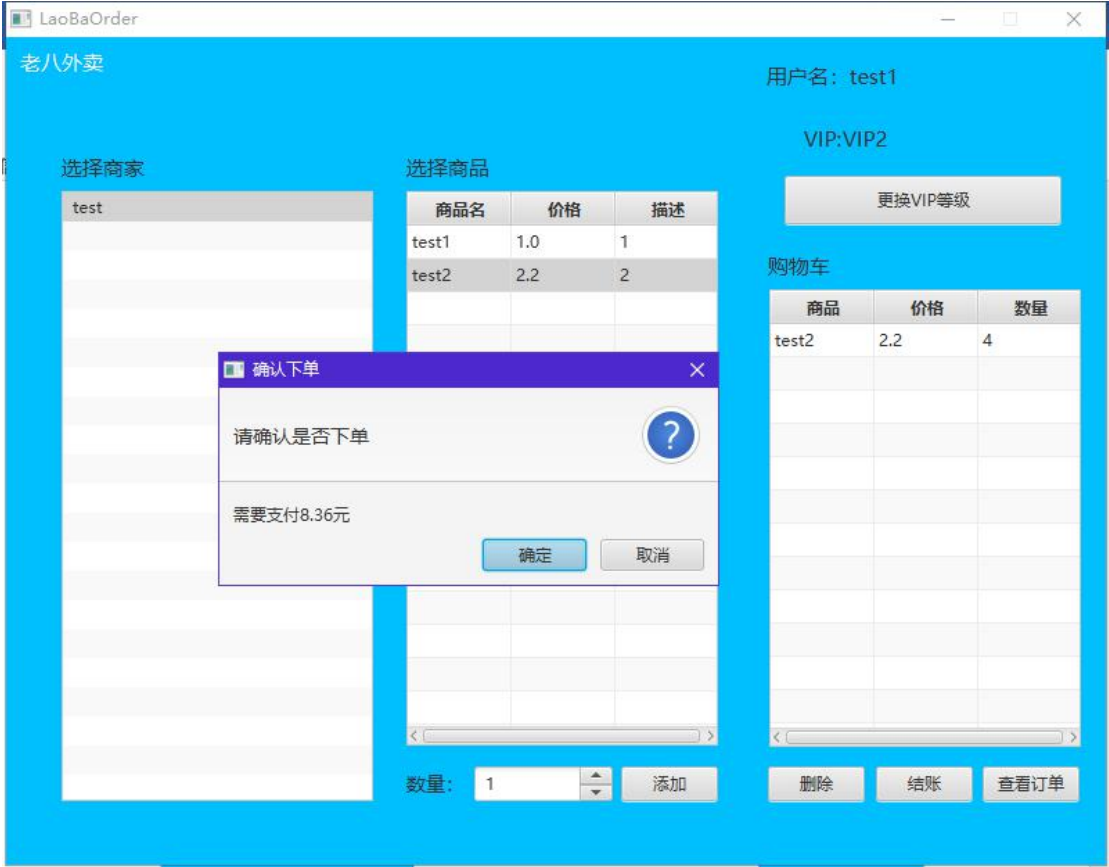 LaoBaOrder
老八外卖
用户名：test1
VIP:VIP2
更换VIP等级
选择商家
test
选择商品
商品名 价格 描述
test1 1.0 1
test2 2.2 2
购物车
商品 价格 数量
test2 2.2 4
确认下单
请确认是否下单
需要支付8.36元
确定 取消
数量： 1 添加
删除 结账 查看订单